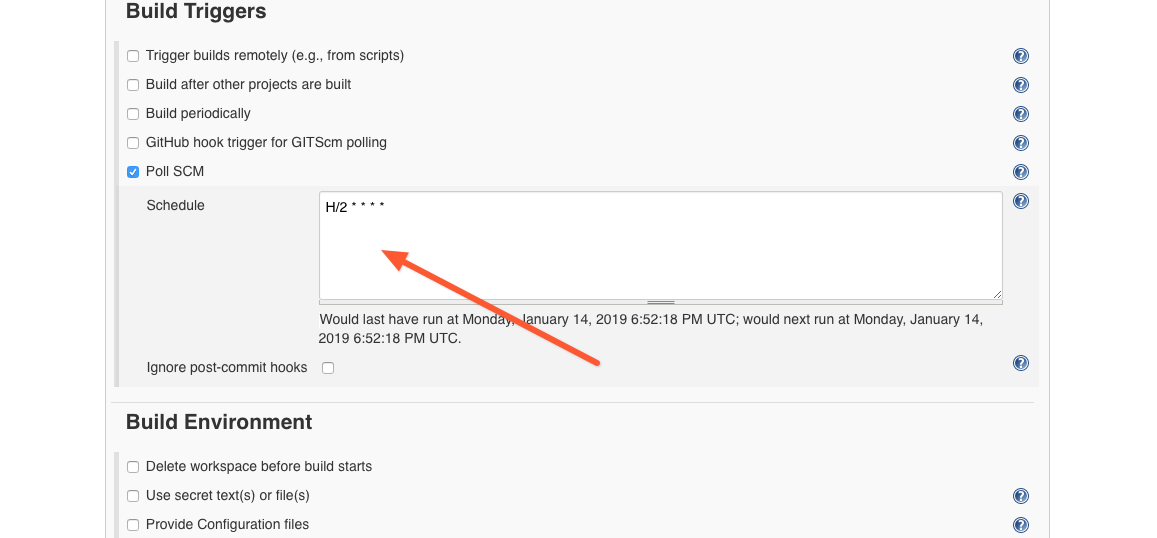 Build Triggers
Trigger builds remotely (e.g., from scripts)
Build after other projects are built
Build periodically
GitHub hook trigger for GITScm polling
Poll SCM
Schedule
H/2 * * * *
Would last have run at Monday, January 14, 2019 6:52:18 PM UTC; would next run at Monday, January 14,
2019 6:52:18 PM UTC.
Ignore post-commit hooks
Build Environment
Delete workspace before build starts
Use secret text(s) or file(s)
Provide Configuration files